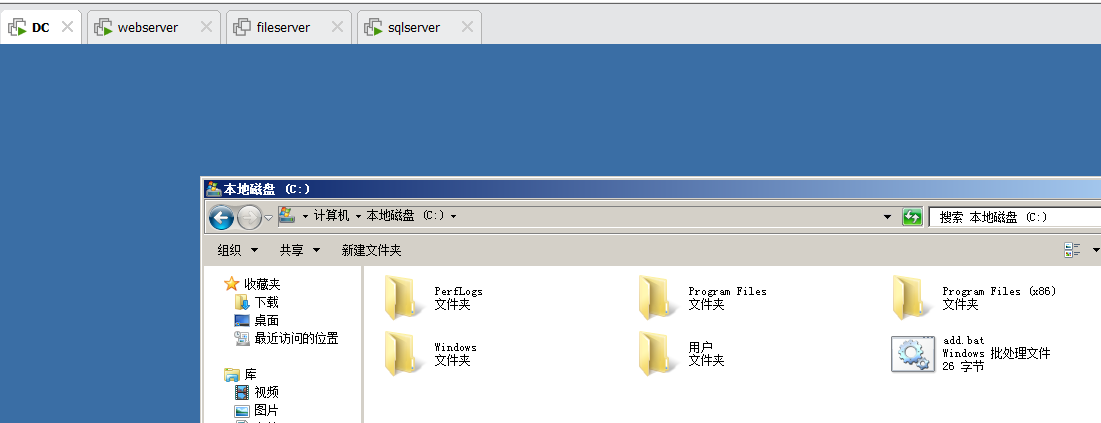 DC
webserver
fileserver
sqlserver
本地磁盘 (C:)
计算机 本地磁盘 (C:)
搜索 本地磁盘 (C:)
组织 共享 新建文件夹
收藏夹
下载
桌面
最近访问的位置
库
视频
图片
PerfLogs
文件夹
Program Files
文件夹
Program Files (x86)
文件夹
Windows
文件夹
用户
文件夹
add.bat
Windows 批处理文件
26 字节